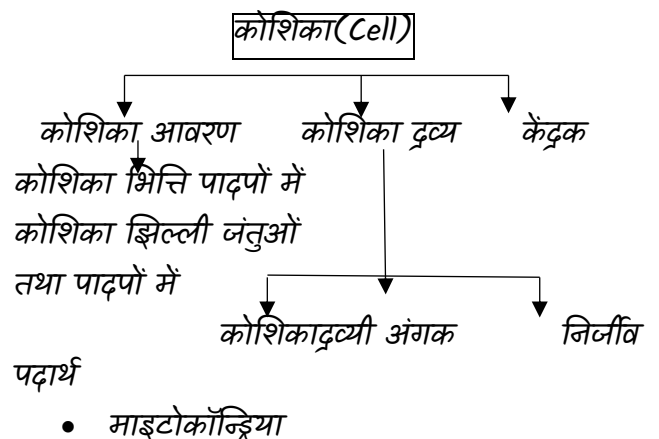 कोशिका(Cell)
कोशिका आवरण कोशिका द्रव्य केंद्रक
कोशिका भित्ति पादपों में
कोशिका झिल्ली जंतुओं
तथा पादपों में
कोशिकाद्रव्यी अंगक निर्जीव
पदार्थ
• माइटोकॉन्ड्रिया